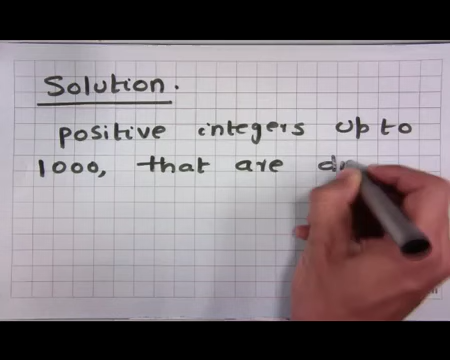 Solution.
positive integers up to
1000, that are